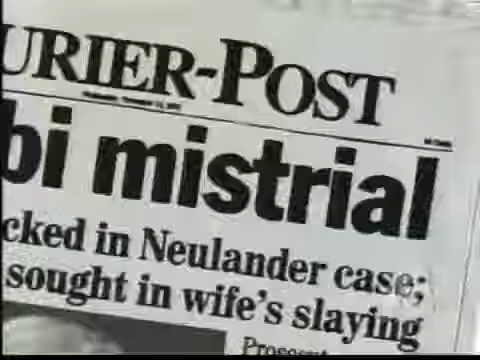 URIER-POST
bi mistrial
cked in Neulander case;
sought in wife's slaying